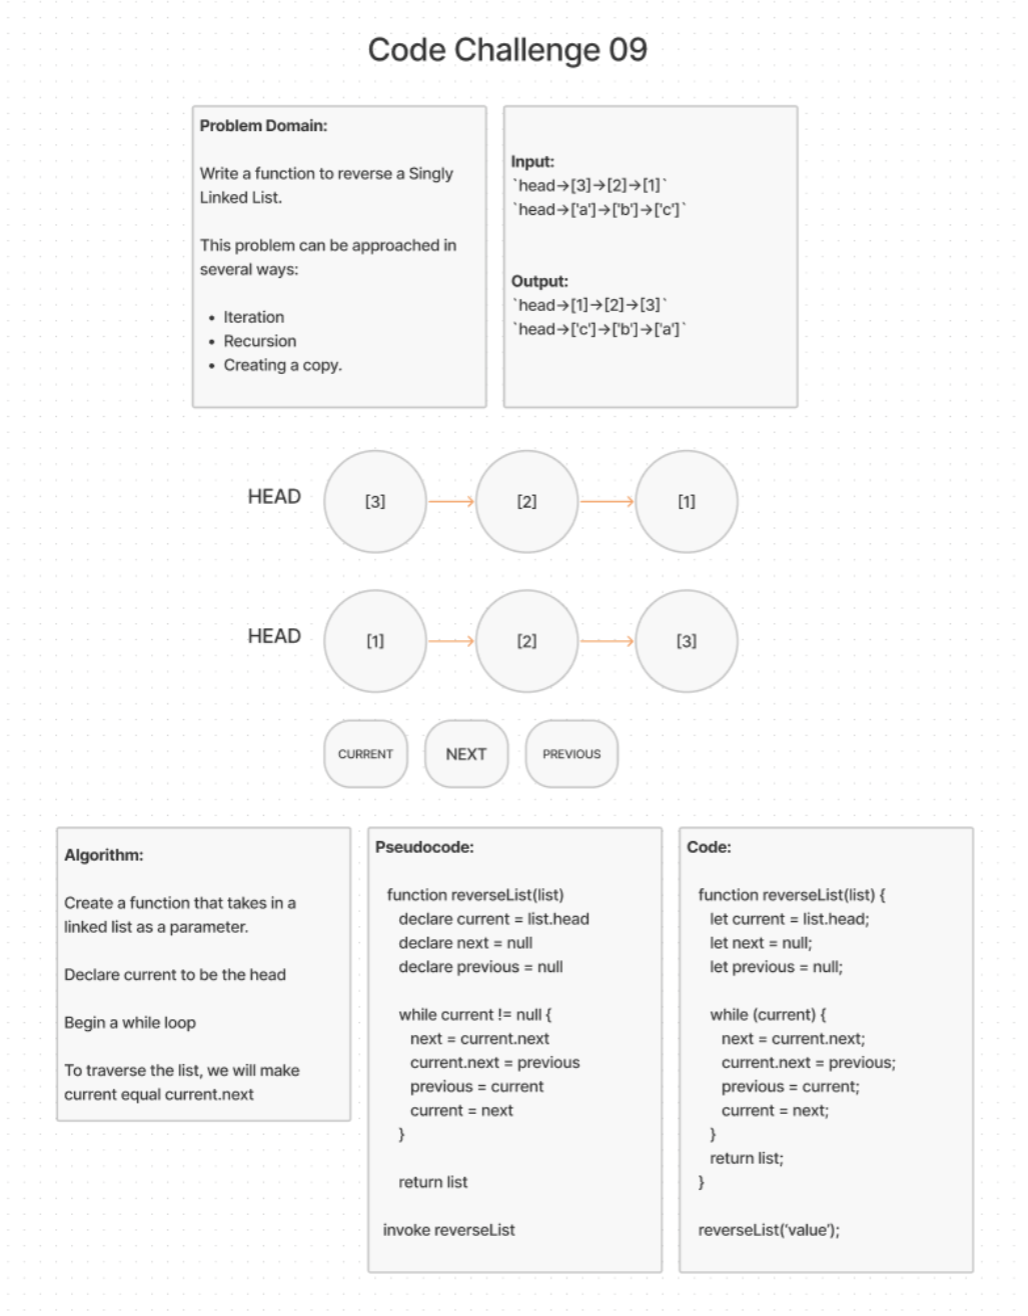 Code Challenge 09
Problem Domain:
Write a function to reverse a Singly
Linked List.
This problem can be approached in
several ways:
• Iteration
• Recursion
• Creating a copy.
Input:
`head→[3]→[2]→[1]`
`head→['a']→['b']→['c']`
Output:
`head→[1]→[2]→[3]`
`head→['c']→['b']→['a']`
HEAD [3] [2] [1]
HEAD [1] [2] [3]
CURRENT NEXT PREVIOUS
Algorithm:
Create a function that takes in a
linked list as a parameter.
Declare current to be the head
Begin a while loop
To traverse the list, we will make
current equal current.next
Pseudocode:
function reverseList(list)
declare current = list.head
declare next = null
declare previous = null
while current != null {
next = current.next
current.next = previous
previous = current
current = next
}
return list
invoke reverseList
Code:
function reverseList(list) {
let current = list.head;
let next = null;
let previous = null;
while (current) {
next = current.next;
current.next = previous;
previous = current;
current = next;
}
return list;
}
reverseList('value');